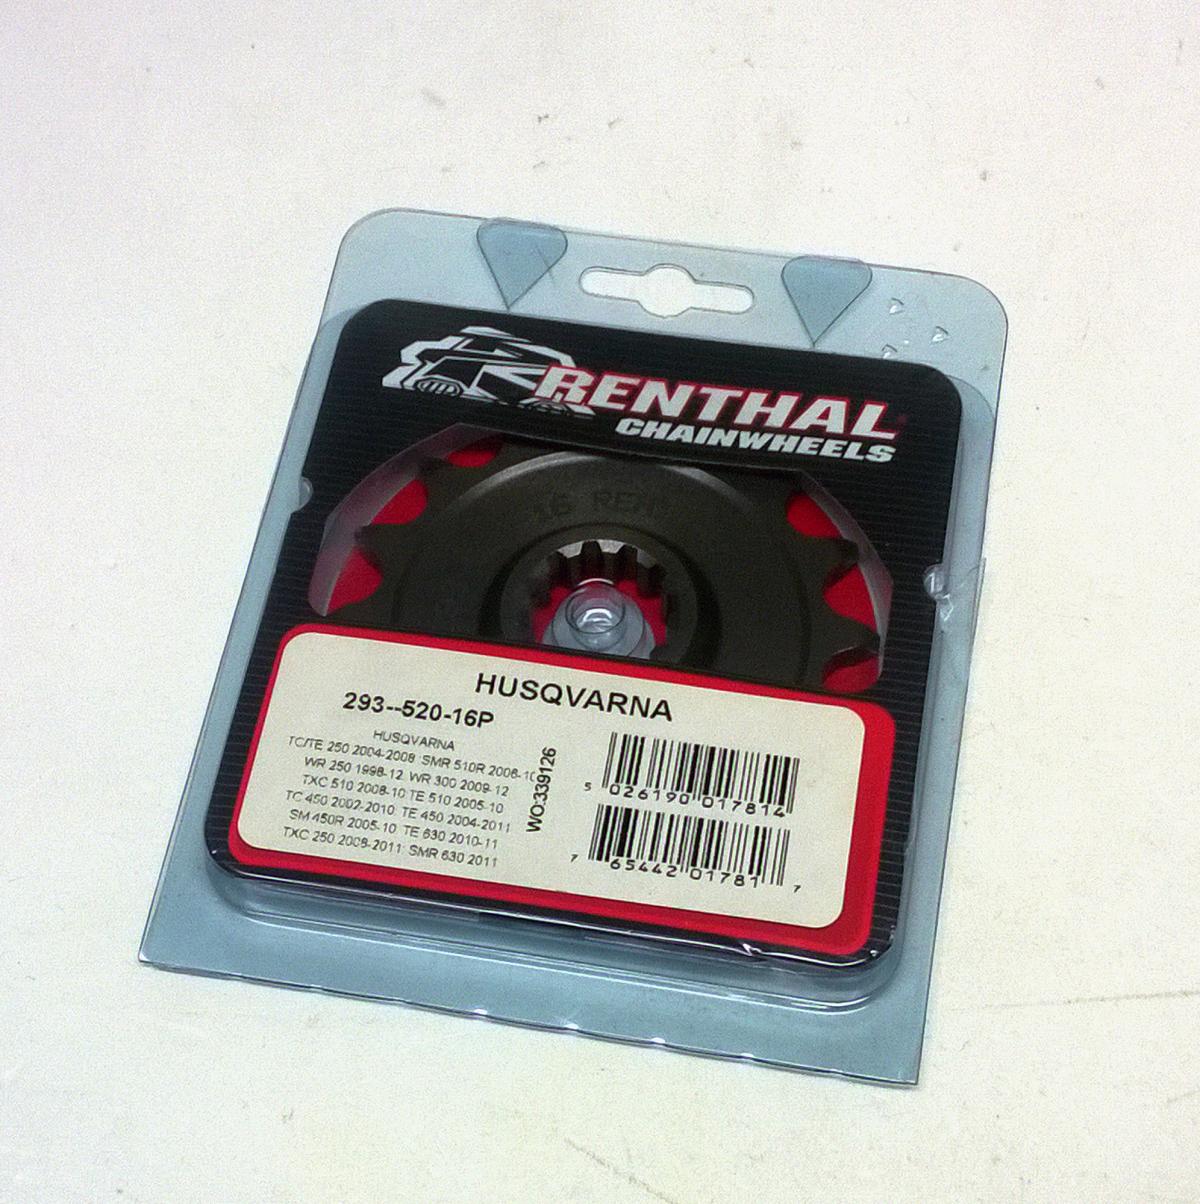 RENTHAL
CHAINWHEELS
16 REN
HUSQVARNA
293--520-16P
HUSQVARNA
TC/TE 250 2004-2008 SMR 510R 2006-10
WR 250 1998-12 WR 300 2009-12
TXC 510 2008-10 TE 510 2005-10
TC 450 2002-2010 TE 450 2004-2011
SM 450R 2005-10 TE 630 2010-11
TXC 250 2008-2011 SMR 630 2011
WO:339126
5 026190 017814
7 65442 01781 7